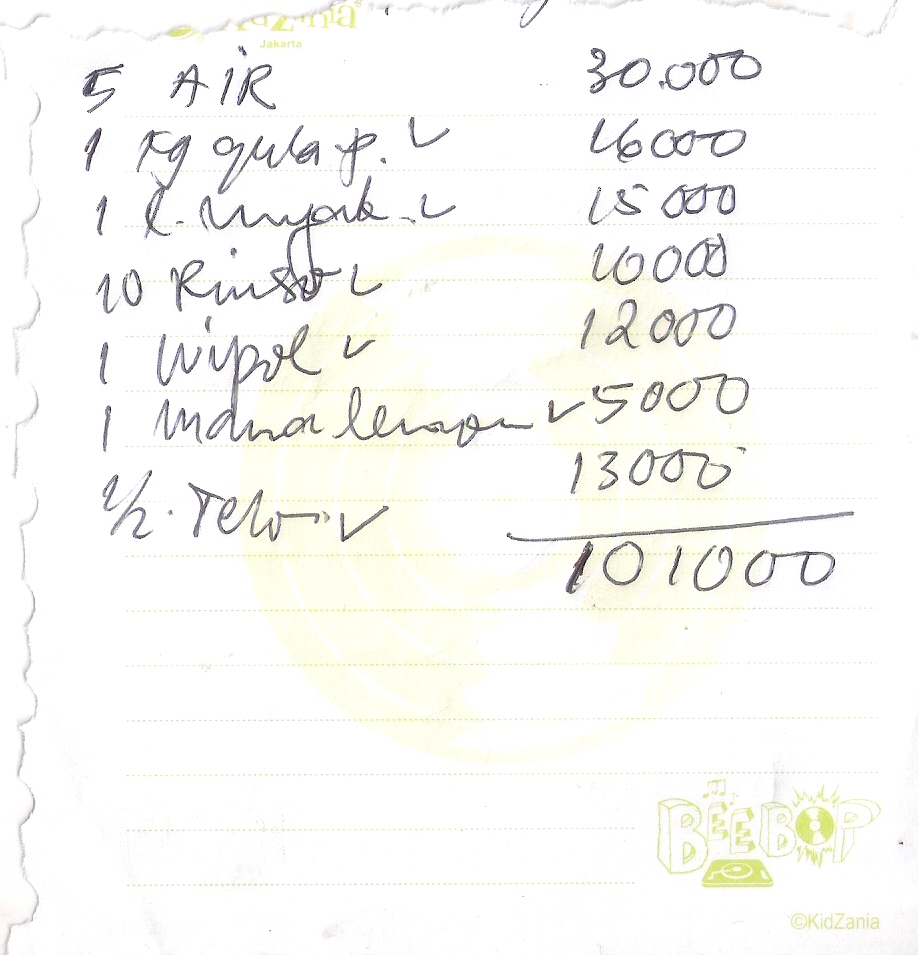 KidZania
Jakarta
5 AIR 30.000
1 Kg gula p. ✓ 16000
1 l. minyak. ✓ 15000
10 Rinso ✓ 10000
1 Wipol ✓ 12000
1 mama lemon ✓ 5000
1/2. Telor ✓ 13000
101000
BEEBOP
©KidZania